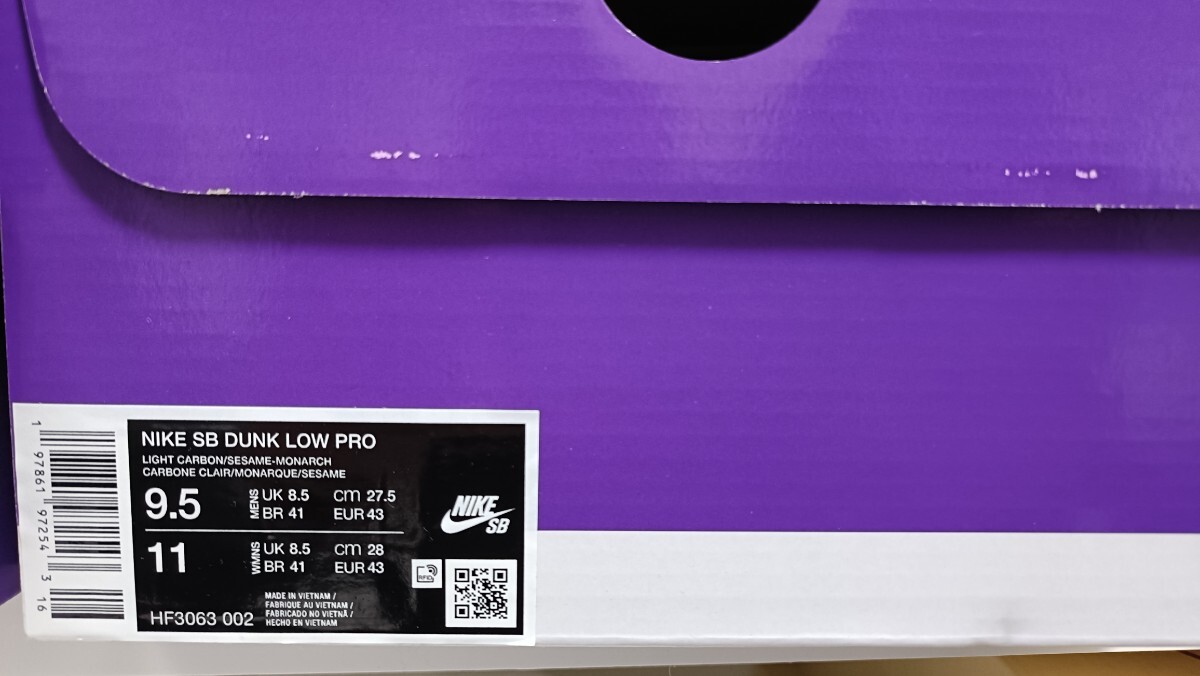 1 97861 97254 3 16
NIKE SB DUNK LOW PRO
LIGHT CARBON/SESAME-MONARCH
CARBONE CLAIR/MONARQUE/SESAME
9.5 MENS UK 8.5 cm 27.5
BR 41 EUR 43
11 WMNS UK 8.5 cm 28
BR 41 EUR 43
NIKE
SB
RFID
HF3063 002
MADE IN VIETNAM /
FABRIQUE AU VIETNAM /
FABRICADO NO VIETNÃ /
HECHO EN VIETNAM